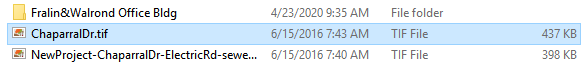 Fralin&Walrond Office Bldg 4/23/2020 9:35 AM File folder
ChaparralDr.tif 6/15/2016 7:43 AM TIF File 437 KB
NewProject-ChaparralDr-ElectricRd-sewe... 6/15/2016 7:40 AM TIF File 398 KB